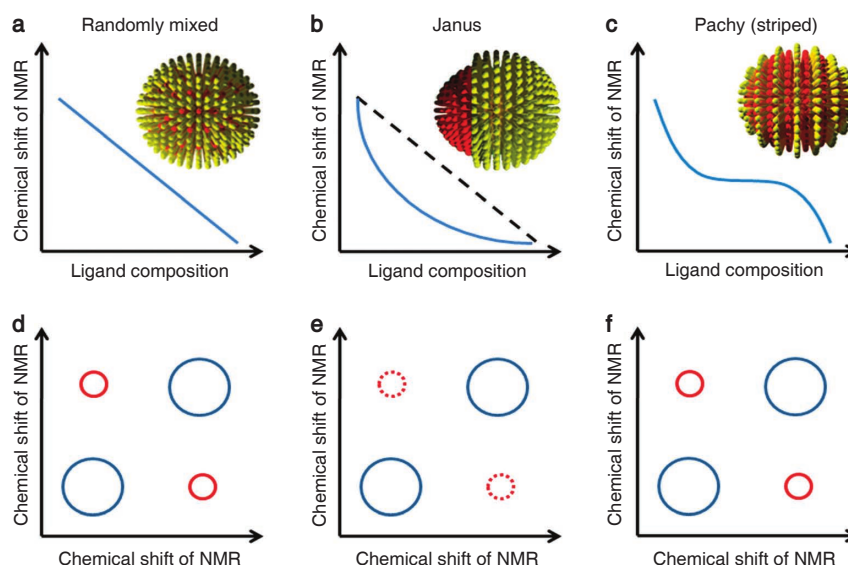 a Randomly mixed
Chemical shift of NMR
Ligand composition
b Janus
Chemical shift of NMR
Ligand composition
c Pachy (striped)
Chemical shift of NMR
Ligand composition
d
Chemical shift of NMR
Chemical shift of NMR
e
Chemical shift of NMR
Chemical shift of NMR
f
Chemical shift of NMR
Chemical shift of NMR